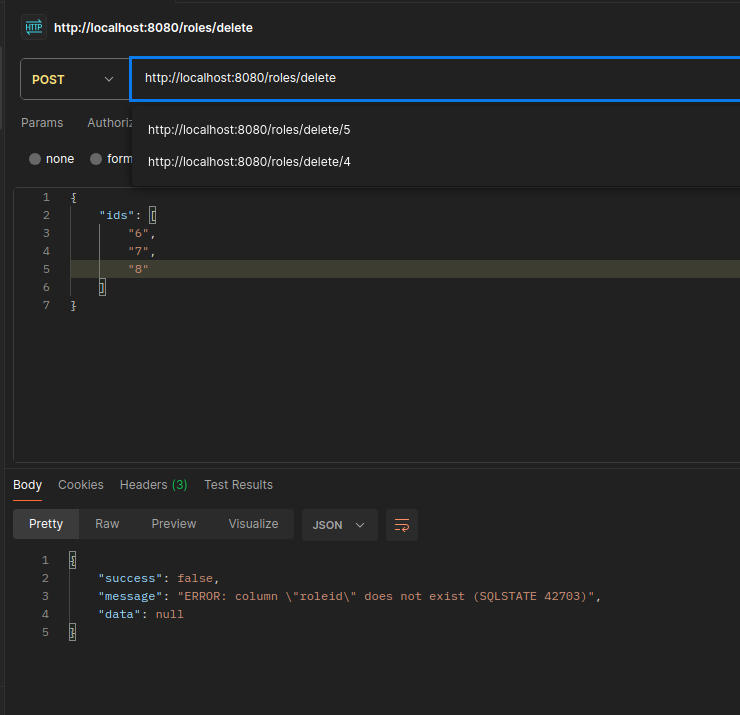 HTTP http://localhost:8080/roles/delete
POST http://localhost:8080/roles/delete
Params Authoriz
http://localhost:8080/roles/delete/5
none form
http://localhost:8080/roles/delete/4
1 {
2 "ids": [
3 "6",
4 "7",
5 "8"
6 ]
7 }
Body Cookies Headers (3) Test Results
Pretty Raw Preview Visualize JSON
1 {
2 "success": false,
3 "message": "ERROR: column \"roleid\" does not exist (SQLSTATE 42703)",
4 "data": null
5 }